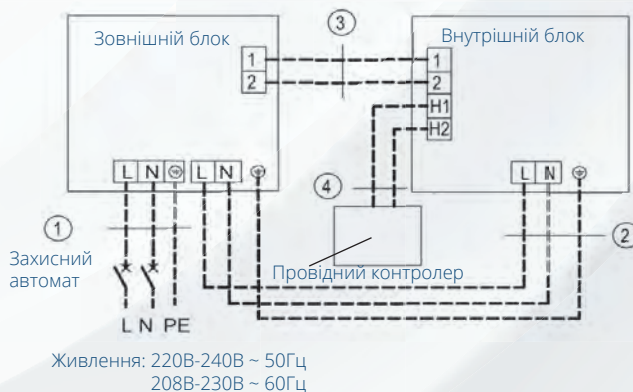 Зовнішній блок
Внутрішній блок
3
1
2
1
2
H1
H2
L N L N
4
L N
1
2
Захисний
автомат
Провідний контролер
L N PE
Живлення: 220В-240В ~ 50Гц
208В-230В ~ 60Гц